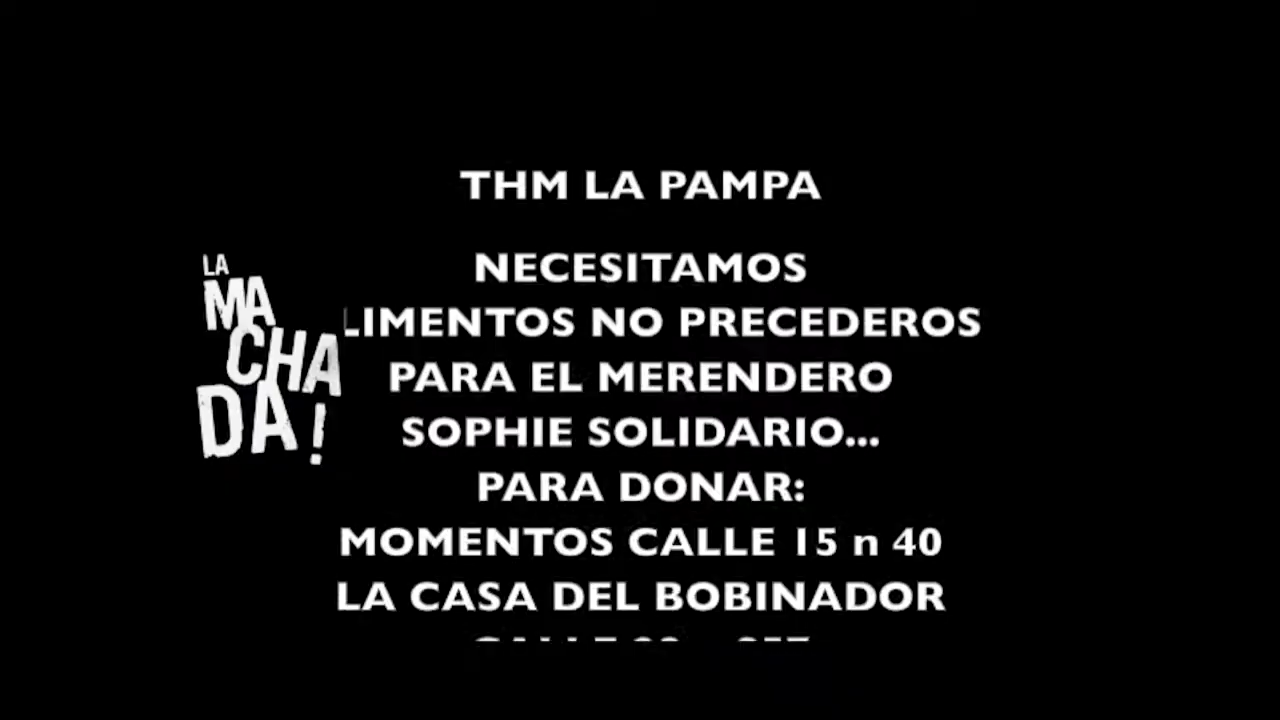 THM LA PAMPA
NECESITAMOS
LIMENTOS NO PRECEDEROS
PARA EL MERENDERO
SOPHIE SOLIDARIO...
PARA DONAR:
MOMENTOS CALLE 15 n 40
LA CASA DEL BOBINADOR
LA
MA
CHA
DA!